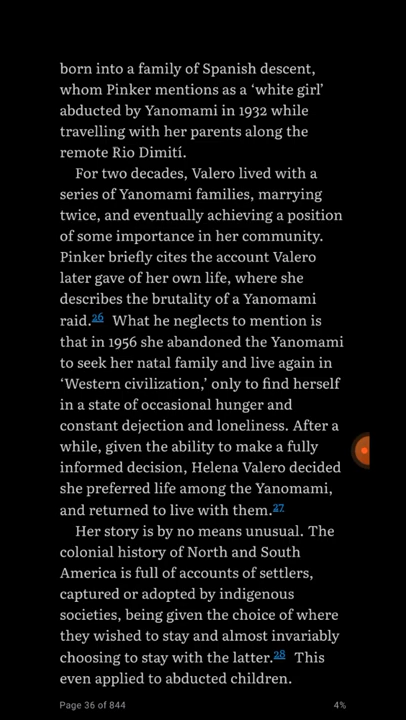 born into a family of Spanish descent,
whom Pinker mentions as a ‘white girl’
abducted by Yanomami in 1932 while
travelling with her parents along the
remote Rio Dimití.
For two decades, Valero lived with a
series of Yanomami families, marrying
twice, and eventually achieving a position
of some importance in her community.
Pinker briefly cites the account Valero
later gave of her own life, where she
describes the brutality of a Yanomami
raid.26 What he neglects to mention is
that in 1956 she abandoned the Yanomami
to seek her natal family and live again in
‘Western civilization,’ only to find herself
in a state of occasional hunger and
constant dejection and loneliness. After a
while, given the ability to make a fully
informed decision, Helena Valero decided
she preferred life among the Yanomami,
and returned to live with them.27
Her story is by no means unusual. The
colonial history of North and South
America is full of accounts of settlers,
captured or adopted by indigenous
societies, being given the choice of where
they wished to stay and almost invariably
choosing to stay with the latter.28 This
even applied to abducted children.
Page 36 of 844 4%